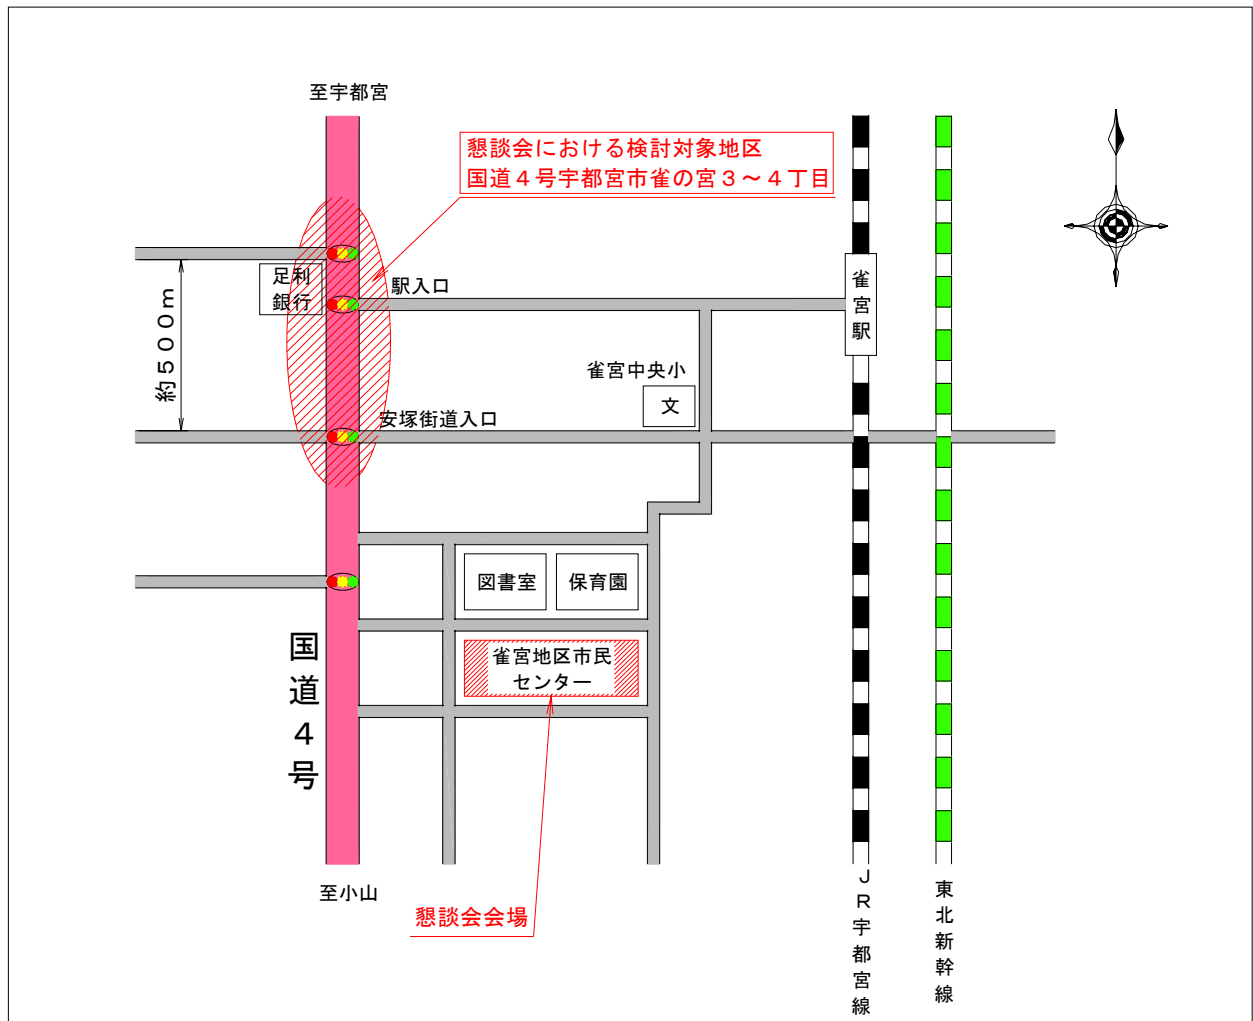 至宇都宮
懇談会における検討対象地区
国道４号宇都宮市雀の宮３～４丁目
足利
銀行
駅入口
雀宮駅
約５００ｍ
雀宮中央小
文
安塚街道入口
図書室
保育園
国道４号
雀宮地区市民
センター
至小山
懇談会会場
ＪＲ宇都宮線
東北新幹線